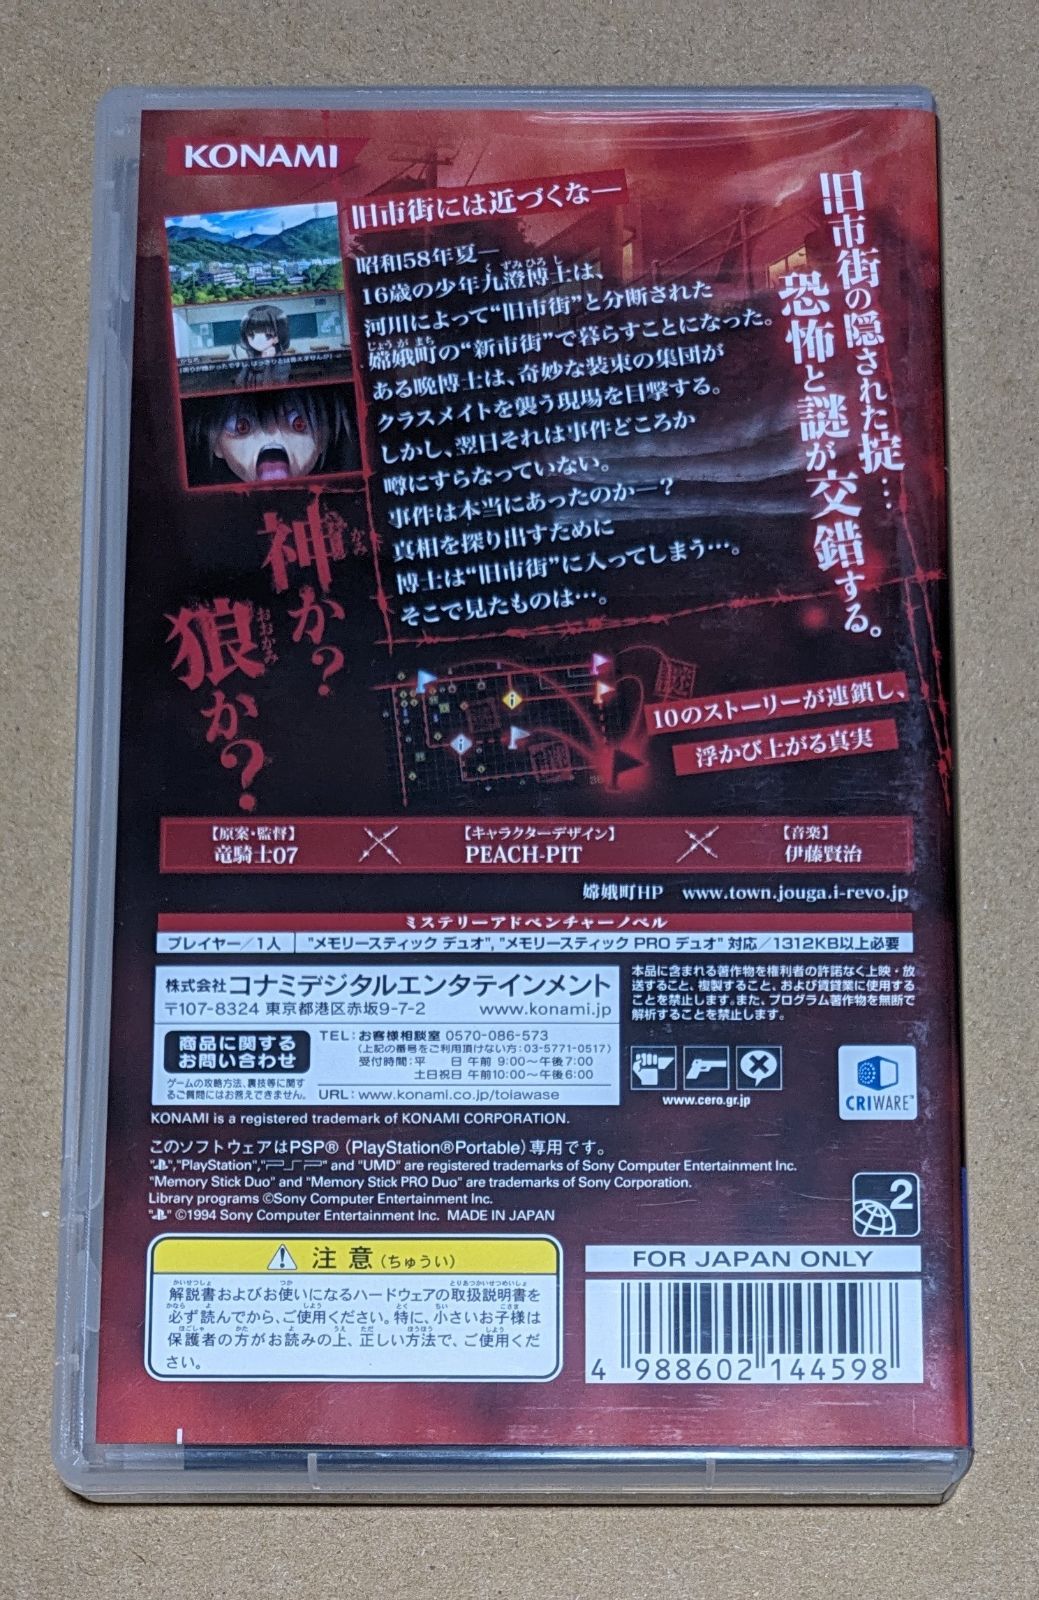 KONAMI
旧市街の隠された掟…
恐怖と謎が交錯する。
旧市街には近づくな―
昭和58年夏―
16歳の少年九澄博士は、
くずみひろし
河川によって“旧市街”と分断された
嫦娥町の“新市街”で暮らすことになった。
じょうがまち
ある晩博士は、奇妙な装束の集団が
クラスメイトを襲う現場を目撃する。
しかし、翌日それは事件どころか
噂にすらなっていない。
事件は本当にあったのか―?
真相を探り出すために
博士は“旧市街”に入ってしまう…。
そこで見たものは…。
神か?
かみ
狼か?
おおかみ
10のストーリーが連鎖し、
浮かび上がる真実
【原案・監督】
竜騎士07
【キャラクターデザイン】
PEACH-PIT
【音楽】
伊藤賢治
嫦娥町HP www.town.jouga.i-revo.jp
ミステリーアドベンチャーノベル
プレイヤー/1人 "メモリースティック デュオ", "メモリースティック PRO デュオ" 対応/1312KB以上必要
株式会社コナミデジタルエンタテインメント
〒107-8324 東京都港区赤坂9-7-2 www.konami.jp
商品に関する
お問い合わせ
ゲームの攻略方法、裏技等に関す
るご質問にはお答えできません。
TEL:お客様相談室 0570-086-573
(上記の番号をご利用頂けない方:03-5771-0517)
受付時間:平 日 午前 9:00〜午後7:00
土日祝日 午前10:00〜午後6:00
URL:www.konami.co.jp/toiawase
本品に含まれる著作物を権利者の許諾なく上映・放
送すること、複製すること、および賃貸業に使用する
ことを禁止します。また、プログラム著作物を無断で
解析することを禁止します。
www.cero.gr.jp
CRIWARE™
KONAMI is a registered trademark of KONAMI CORPORATION.
このソフトウェアはPSP®(PlayStation®Portable)専用です。
"","PlayStation","PSP" and "UMD" are registered trademarks of Sony Computer Entertainment Inc.
"Memory Stick Duo" and "Memory Stick PRO Duo" are trademarks of Sony Corporation.
Library programs ©Sony Computer Entertainment Inc.
"" ©1994 Sony Computer Entertainment Inc. MADE IN JAPAN
2
注意(ちゅうい)
解説書およびお使いになるハードウェアの取扱説明書を
必ず読んでから、ご使用ください。特に、小さいお子様は
保護者の方がお読みの上、正しい方法で、ご使用くだ
さい。
FOR JAPAN ONLY
4 988602 144598